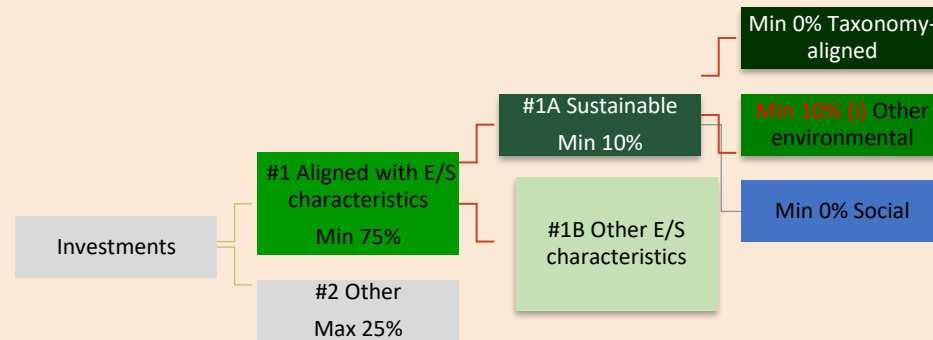 Investments
#1 Aligned with E/S
characteristics
Min 75%
#2 Other
Max 25%
#1A Sustainable
Min 10%
#1B Other E/S
characteristics
Min 0% Taxonomy-
aligned
Min 10% (i) Other
environmental
Min 0% Social